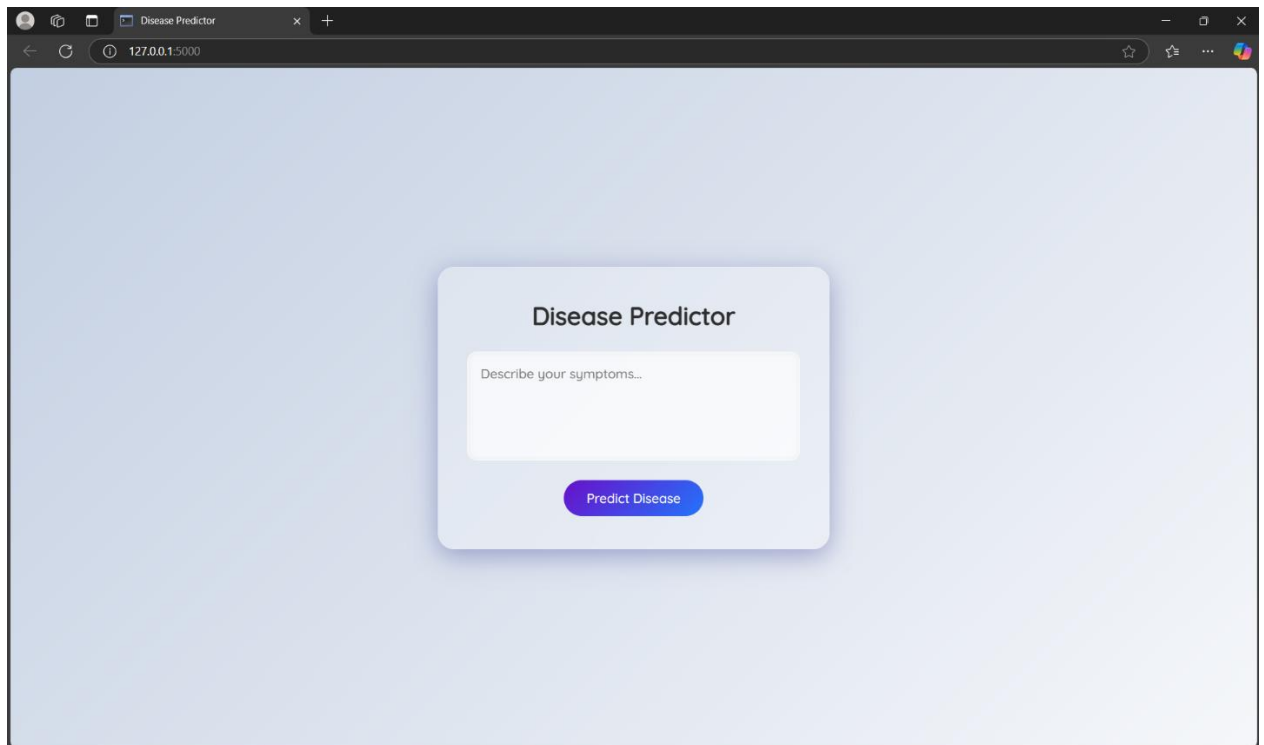 Disease Predictor
127.0.0.1:5000
Disease Predictor
Describe your symptoms...
Predict Disease